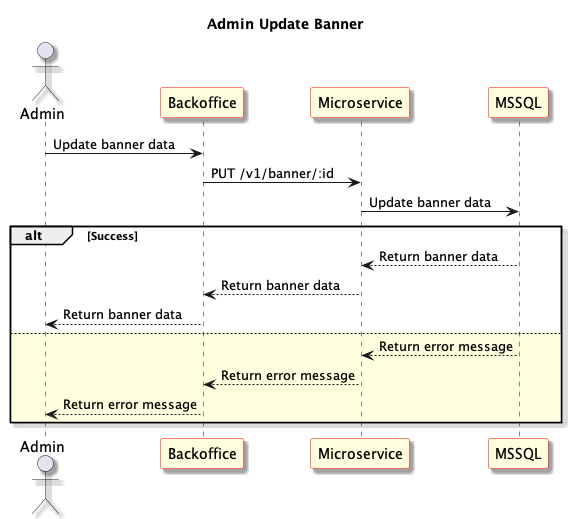 Admin Update Banner
Admin
Backoffice
Microservice
MSSQL
Update banner data
PUT /v1/banner/:id
Update banner data
alt
[Success]
Return banner data
Return banner data
Return banner data
Return error message
Return error message
Return error message
Admin
Backoffice
Microservice
MSSQL